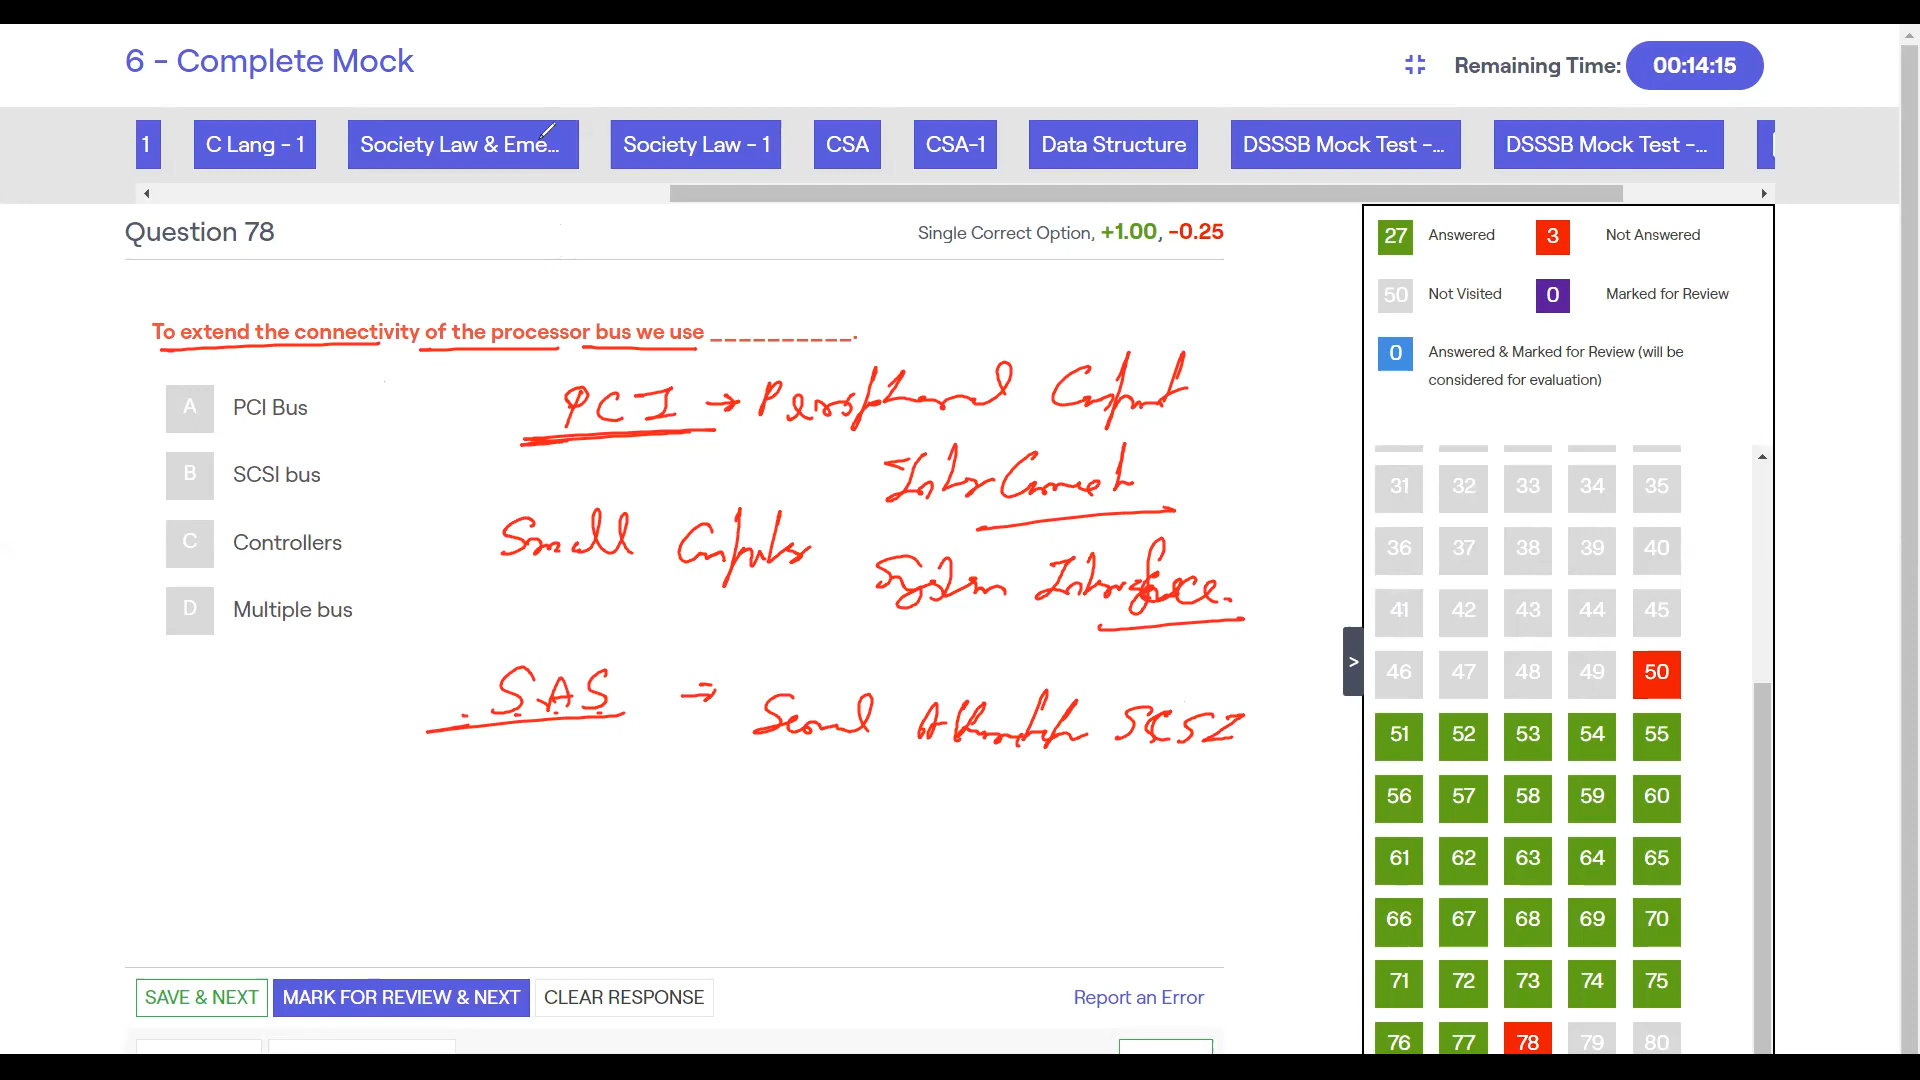 6 - Complete Mock
Remaining Time: 00:14:15
1 C Lang - 1 Society Law & Eme... Society Law - 1 CSA CSA-1 Data Structure DSSSB Mock Test -... DSSSB Mock Test -...
Question 78
Single Correct Option, +1.00, -0.25
To extend the connectivity of the processor bus we use __________.
A PCI Bus
B SCSI bus
C Controllers
D Multiple bus
PCI → Peripheral
Inter Connect
Small
System Interface.
SAS ⇒ SCSI
SAVE & NEXT MARK FOR REVIEW & NEXT CLEAR RESPONSE
Report an Error
27 Answered 3 Not Answered
50 Not Visited 0 Marked for Review
0 Answered & Marked for Review (will be
considered for evaluation)
31 32 33 34 35
36 37 38 39 40
41 42 43 44 45
> 46 47 48 49 50
51 52 53 54 55
56 57 58 59 60
61 62 63 64 65
66 67 68 69 70
71 72 73 74 75
76 77 78 79 80